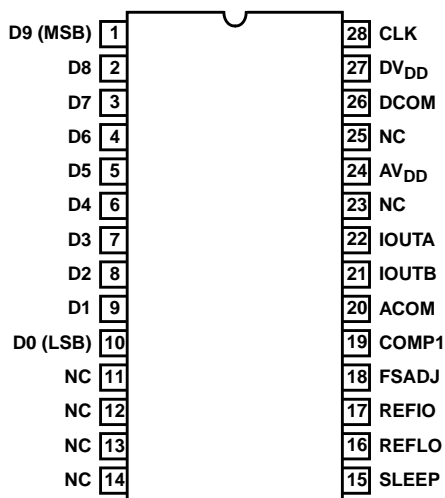 D9 (MSB) 1 28 CLK
D8 2 27 DVDD
D7 3 26 DCOM
D6 4 25 NC
D5 5 24 AVDD
D4 6 23 NC
D3 7 22 IOUTA
D2 8 21 IOUTB
D1 9 20 ACOM
D0 (LSB) 10 19 COMP1
NC 11 18 FSADJ
NC 12 17 REFIO
NC 13 16 REFLO
NC 14 15 SLEEP